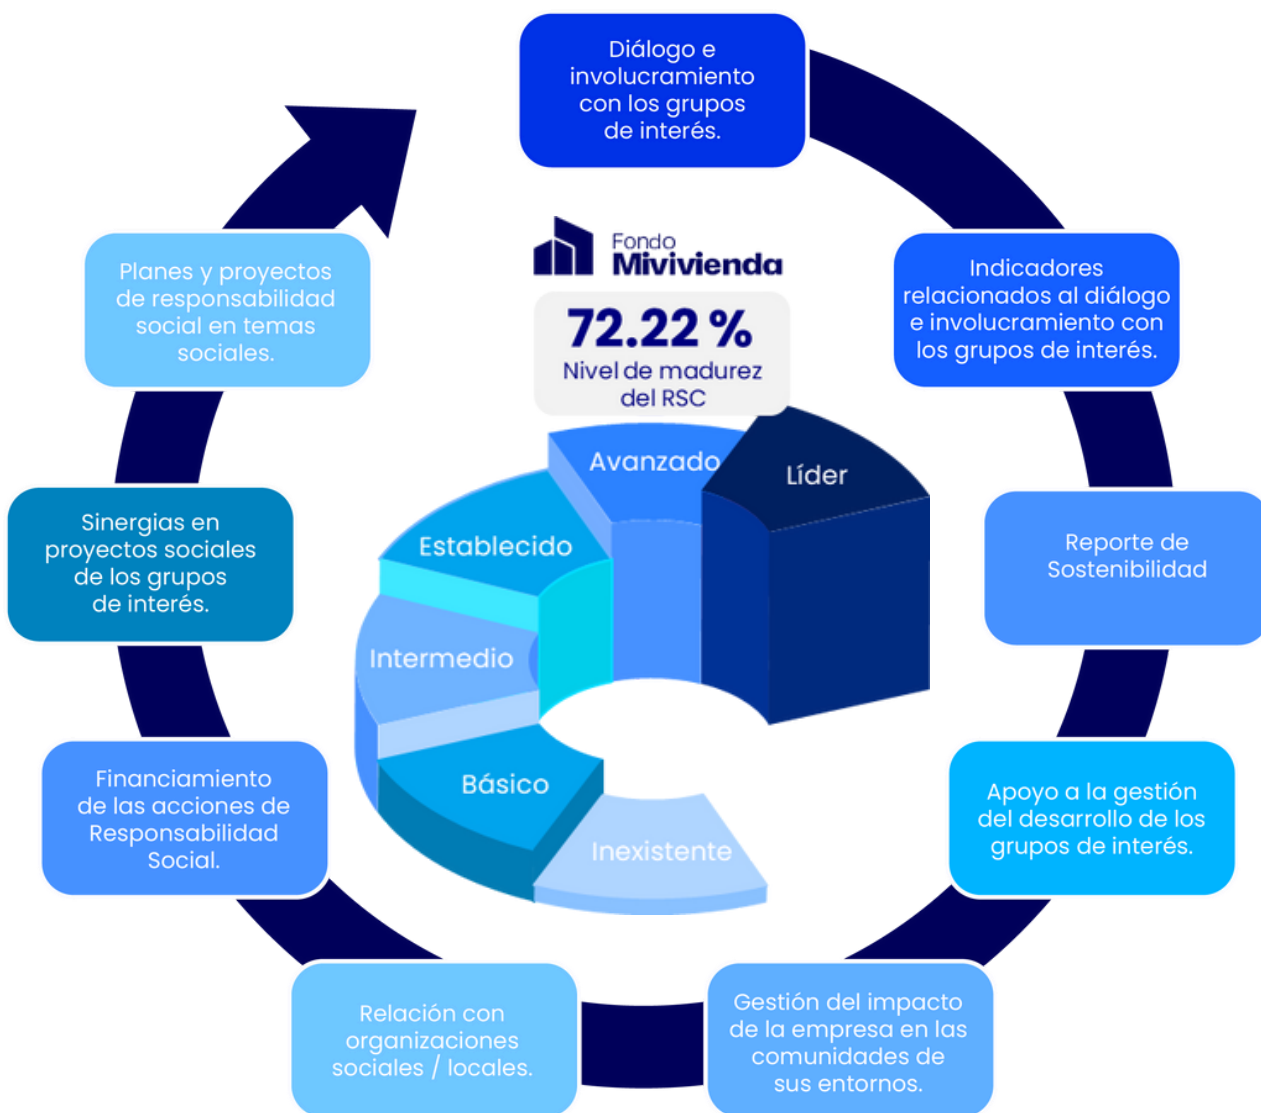 Diálogo e
involucramiento
con los grupos
de interés.
Indicadores
relacionados al diálogo
e involucramiento con
los grupos de interés.
Reporte de
Sostenibilidad
Apoyo a la gestión
del desarrollo de los
grupos de interés.
Gestión del impacto
de la empresa en las
comunidades de
sus entornos.
Relación con
organizaciones
sociales / locales.
Financiamiento
de las acciones de
Responsabilidad
Social.
Sinergias en
proyectos sociales
de los grupos
de interés.
Planes y proyectos
de responsabilidad
social en temas
sociales.
Fondo
Mivivienda
72.22 %
Nivel de madurez
del RSC
Líder
Avanzado
Establecido
Intermedio
Básico
Inexistente